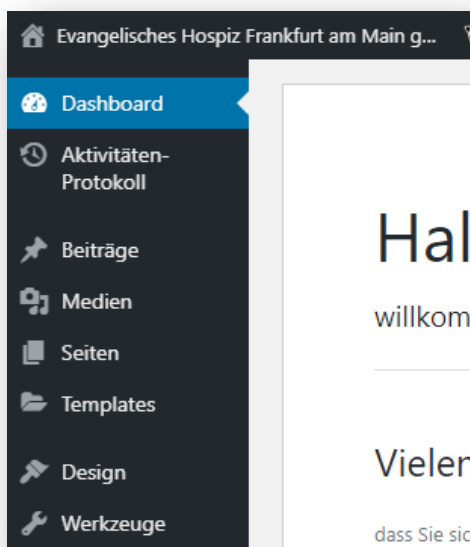 Evangelisches Hospiz Frankfurt am Main g...
Dashboard
Aktivitäten-
Protokoll
Beiträge
Medien
Seiten
Templates
Design
Werkzeuge
Hal
willkom
Vielen
dass Sie sic